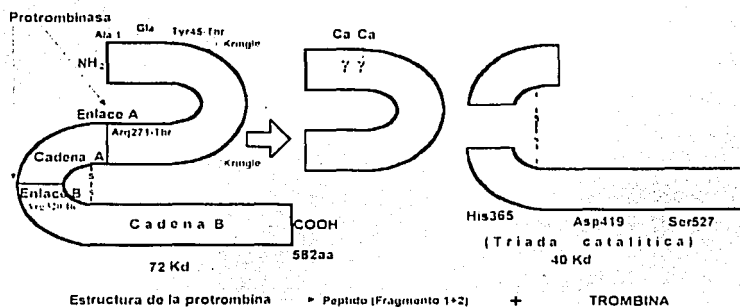 Protrombinasa
Ala 1
Gla
Tyr45-Thr
Kringle
NH2
Enlace A
Arg271-Thr
Cadena A
Kringle
Enlace B
S
S
Cadena B
COOH
582aa
72 Kd
Ca Ca
γ γ
S
S
His365
Asp419
Ser527
(Triada catalitica)
40 Kd
Estructura de la protrombina
Peptido (Fragmento 1+2)
+
TROMBINA